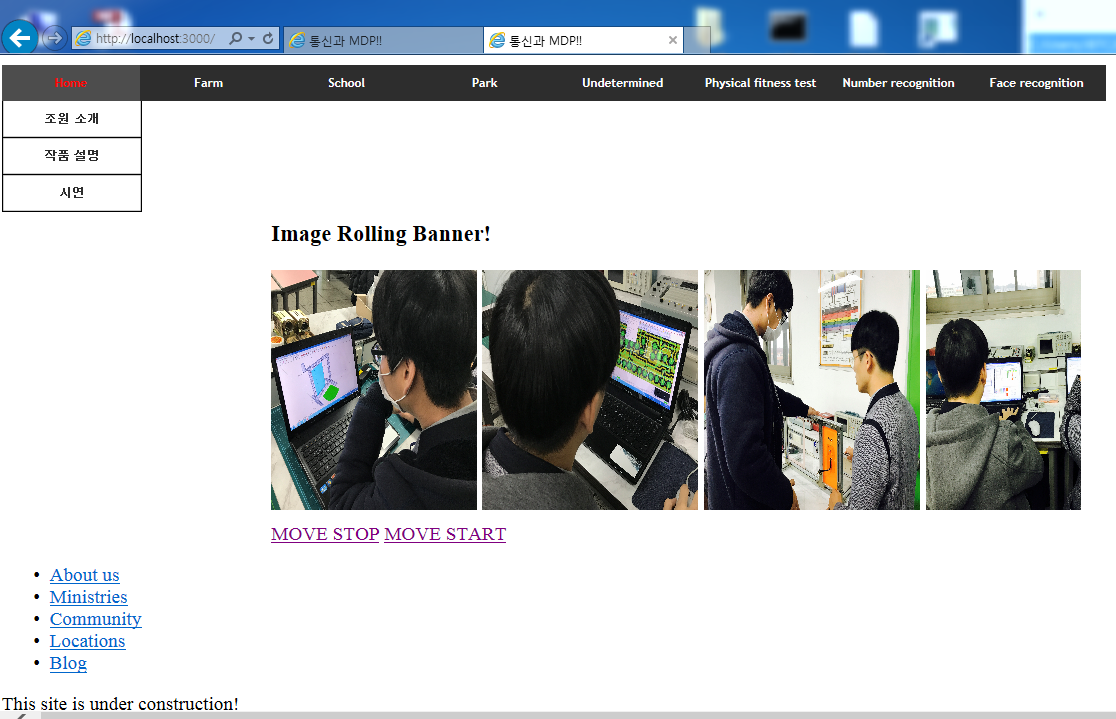 http://localhost:3000/
통신과 MDP!!
통신과 MDP!!
Home Farm School Park Undetermined Physical fitness test Number recognition Face recognition
조원 소개
작품 설명
시연
Image Rolling Banner!
MOVE STOP MOVE START
• About us
• Ministries
• Community
• Locations
• Blog
This site is under construction!